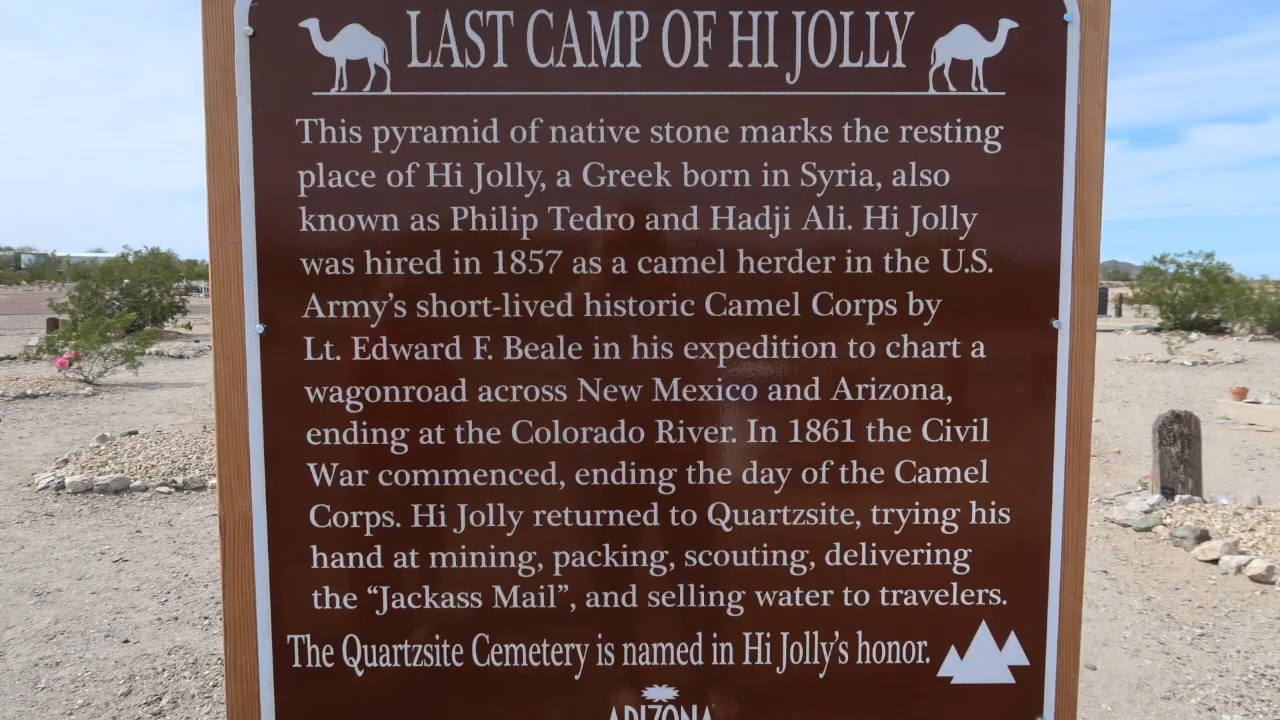 LAST CAMP OF HI JOLLY
This pyramid of native stone marks the resting
place of Hi Jolly, a Greek born in Syria, also
known as Philip Tedro and Hadji Ali. Hi Jolly
was hired in 1857 as a camel herder in the U.S.
Army's short-lived historic Camel Corps by
Lt. Edward F. Beale in his expedition to chart a
wagonroad across New Mexico and Arizona,
ending at the Colorado River. In 1861 the Civil
War commenced, ending the day of the Camel
Corps. Hi Jolly returned to Quartzsite, trying his
hand at mining, packing, scouting, delivering
the “Jackass Mail”, and selling water to travelers.
The Quartzsite Cemetery is named in Hi Jolly's honor.
ARIZONA